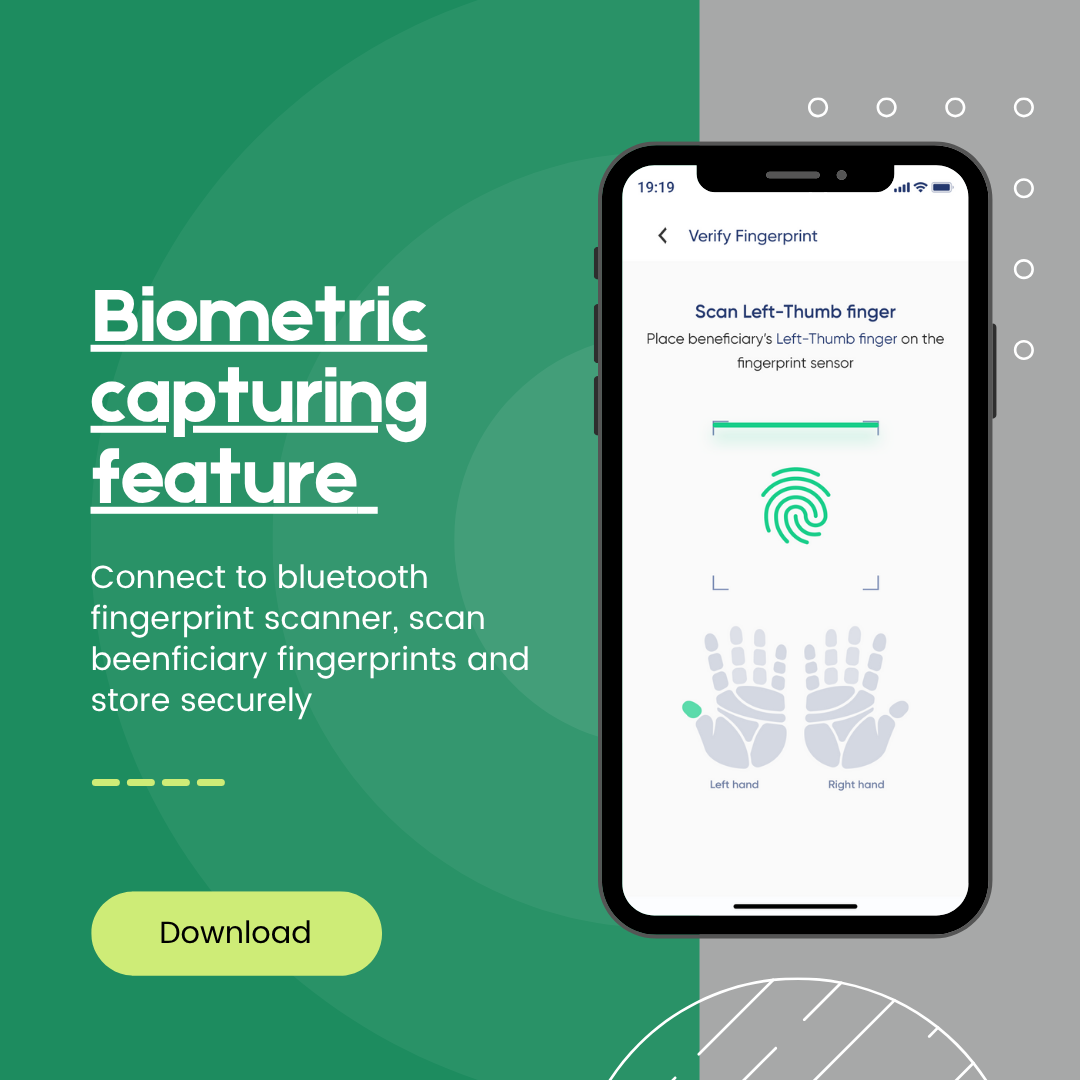 Biometric
capturing
feature
Connect to bluetooth
fingerprint scanner, scan
beenficiary fingerprints and
store securely
Download
19:19
Verify Fingerprint
Scan Left-Thumb finger
Place beneficiary's Left-Thumb finger on the
fingerprint sensor
Left hand
Right hand